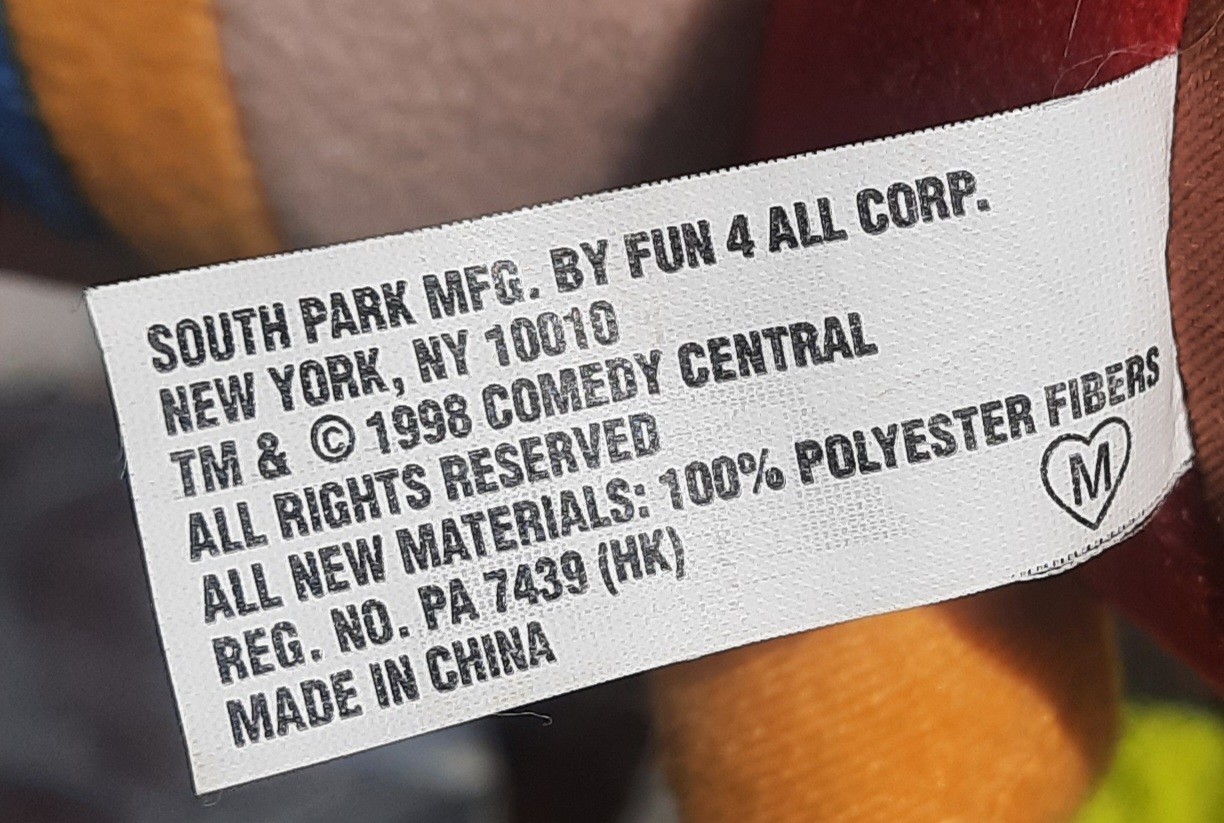 SOUTH PARK MFG. BY FUN 4 ALL CORP.
NEW YORK, NY 10010
TM & © 1998 COMEDY CENTRAL
ALL RIGHTS RESERVED
ALL NEW MATERIALS: 100% POLYESTER FIBERS
REG. NO. PA 7439 (HK)
MADE IN CHINA
M